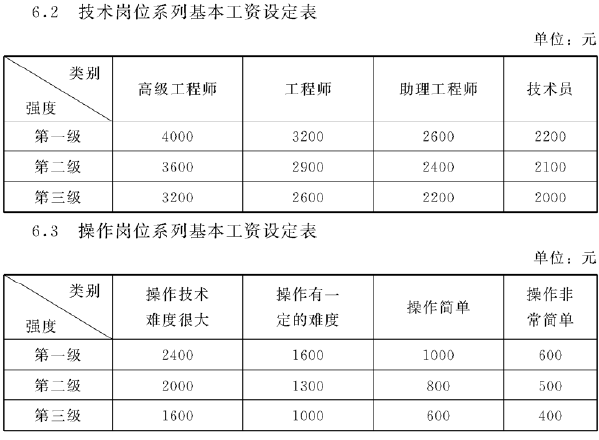 6.2 技术岗位系列基本工资设定表
单位：元
类别
强度
高级工程师 工程师 助理工程师 技术员
第一级 4000 3200 2600 2200
第二级 3600 2900 2400 2100
第三级 3200 2600 2200 2000
6.3 操作岗位系列基本工资设定表
单位：元
类别
强度
操作技术
难度很大
操作有一
定的难度
操作简单
操作非
常简单
第一级 2400 1600 1000 600
第二级 2000 1300 800 500
第三级 1600 1000 600 400